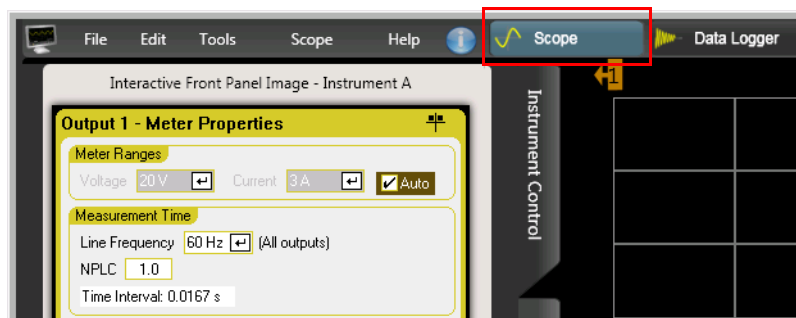 File Edit Tools Scope Help i Scope Data Logger
Interactive Front Panel Image - Instrument A
1
Instrument Control
Output 1 - Meter Properties
Meter Ranges
Voltage 20 V Current 3 A Auto
Measurement Time
Line Frequency 60 Hz (All outputs)
NPLC 1.0
Time Interval: 0.0167 s